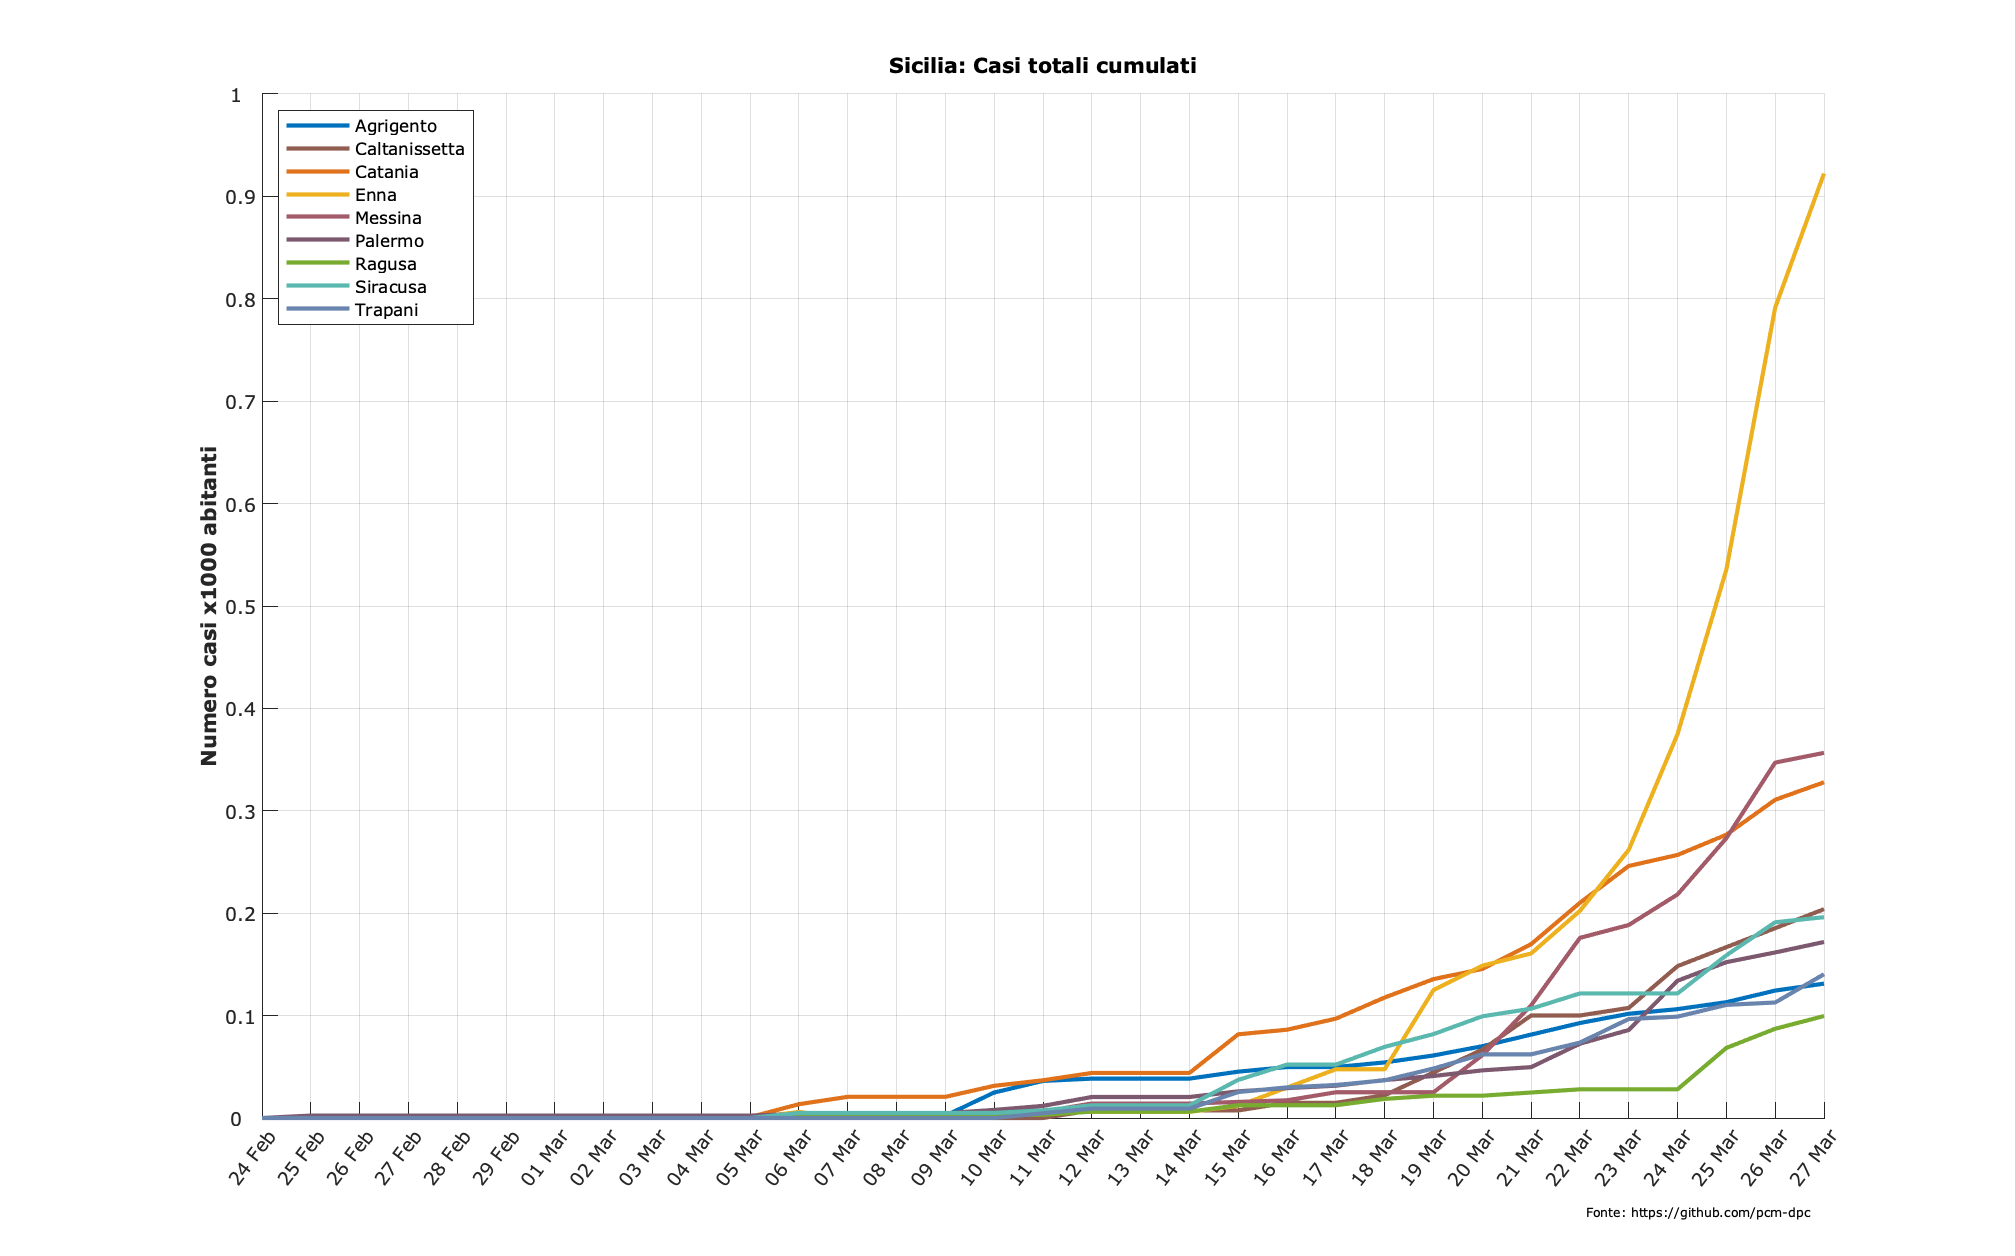 Sicilia: Casi totali cumulati
Numero casi x1000 abitanti
1
0.9
0.8
0.7
0.6
0.5
0.4
0.3
0.2
0.1
0
Agrigento
Caltanissetta
Catania
Enna
Messina
Palermo
Ragusa
Siracusa
Trapani
24 Feb
25 Feb
26 Feb
27 Feb
28 Feb
29 Feb
01 Mar
02 Mar
03 Mar
04 Mar
05 Mar
06 Mar
07 Mar
08 Mar
09 Mar
10 Mar
11 Mar
12 Mar
13 Mar
14 Mar
15 Mar
16 Mar
17 Mar
18 Mar
19 Mar
20 Mar
21 Mar
22 Mar
23 Mar
24 Mar
25 Mar
26 Mar
27 Mar
Fonte: https://github.com/pcm-dpc